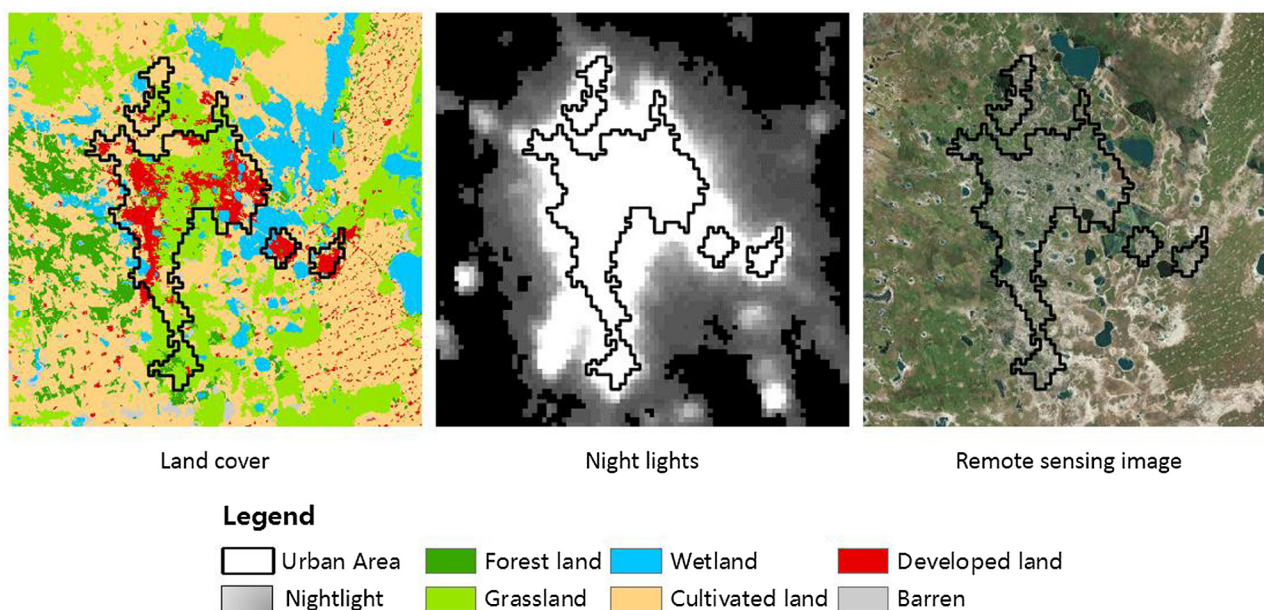 Land cover
Night lights
Remote sensing image
Legend
Urban Area
Forest land
Wetland
Developed land
Nightlight
Grassland
Cultivated land
Barren